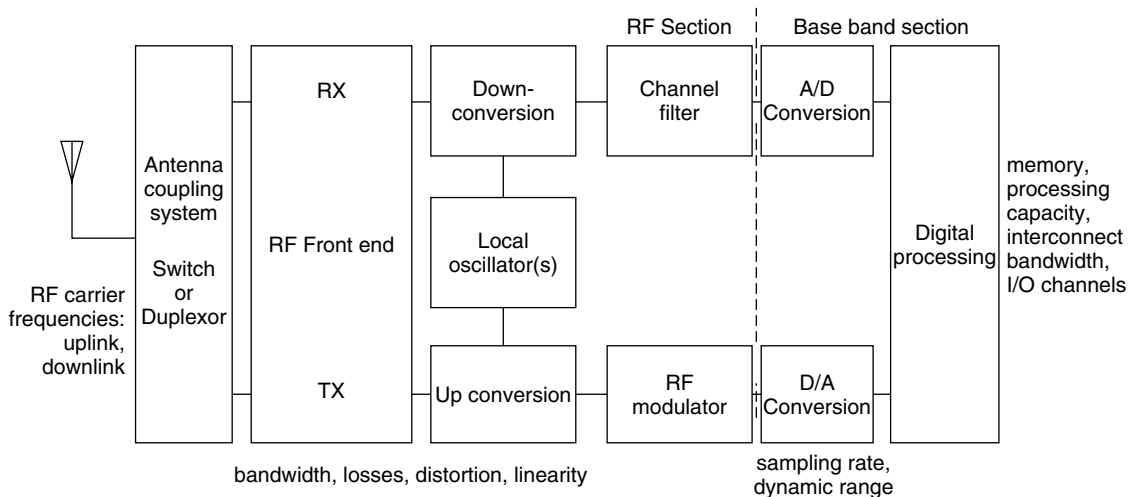 RF Section
Base band section
RX
Down-
conversion
Channel
filter
A/D
Conversion
Antenna
coupling
system
Switch
or
Duplexor
RF Front end
Local
oscillator(s)
Digital
processing
memory,
processing
capacity,
interconnect
bandwidth,
I/O channels
RF carrier
frequencies:
uplink,
downlink
TX
Up conversion
RF
modulator
D/A
Conversion
bandwidth, losses, distortion, linearity
sampling rate,
dynamic range